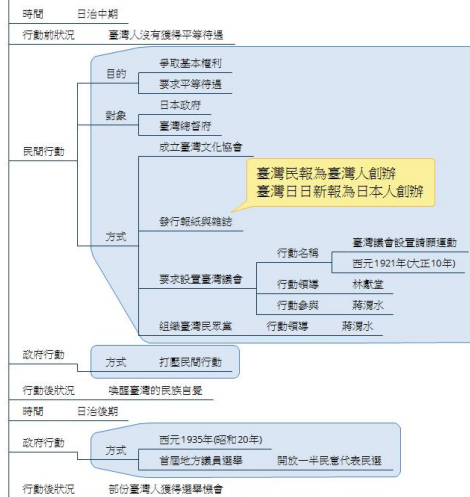 時間 日治中期
行動前狀況 臺灣人沒有獲得平等待遇
民間行動
目的
爭取基本權利
要求平等待遇
對象
日本政府
臺灣總督府
方式
成立臺灣文化協會
發行報紙與雜誌
臺灣民報為臺灣人創辦
臺灣日日新報為日本人創辦
要求設置臺灣議會
行動名稱
臺灣議會設置請願運動
西元1921年(大正10年)
行動領導 林獻堂
行動參與 蔣渭水
組織臺灣民眾黨 行動領導 蔣渭水
政府行動 方式 打壓民間行動
行動後狀況 喚醒臺灣的民族自覺
時間 日治後期
政府行動 方式
西元1935年(昭和20年)
首屆地方議員選舉 開放一半民意代表民選
行動後狀況 部份臺灣人獲得選舉機會